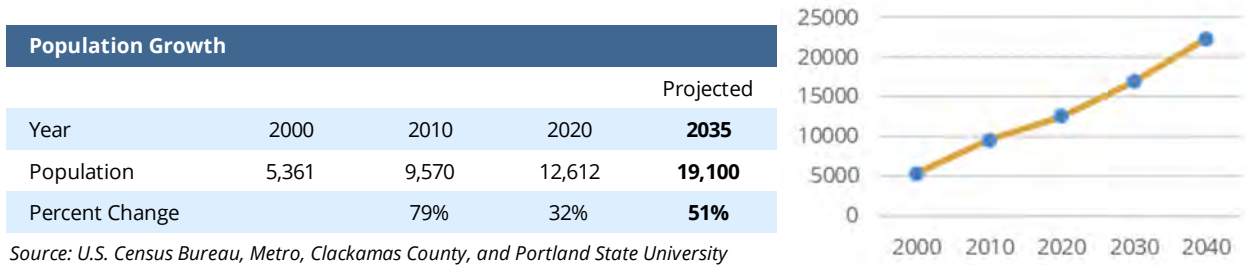 Population Growth
Projected
Year 2000 2010 2020 2035
Population 5,361 9,570 12,612 19,100
Percent Change 79% 32% 51%
Source: U.S. Census Bureau, Metro, Clackamas County, and Portland State University
25000
20000
15000
10000
5000
0
2000 2010 2020 2030 2040